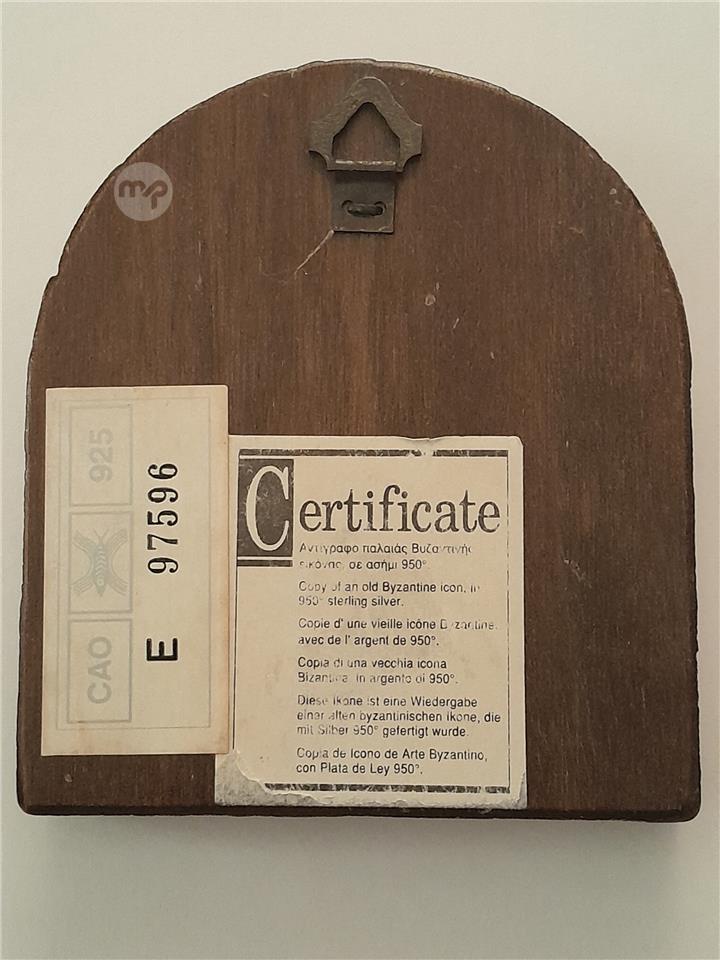 mp
CAO 925
E 97596
Certificate
Αντίγραφο παλαιάς Βυζαντινής
εικόνας, σε ασήμι 950°.
Copy of an old Byzantine icon, in
950° sterling silver.
Copie d' une vieille icône Byzantine,
avec de l' argent de 950°.
Copia di una vecchia icona
Bizantina, in argento di 950°.
Diese Ikone ist eine Wiedergabe
einer alten byzantinischen Ikone, die
mit Silber 950° gefertigt wurde.
Copia de Icono de Arte Byzantino,
con Plata de Ley 950°.